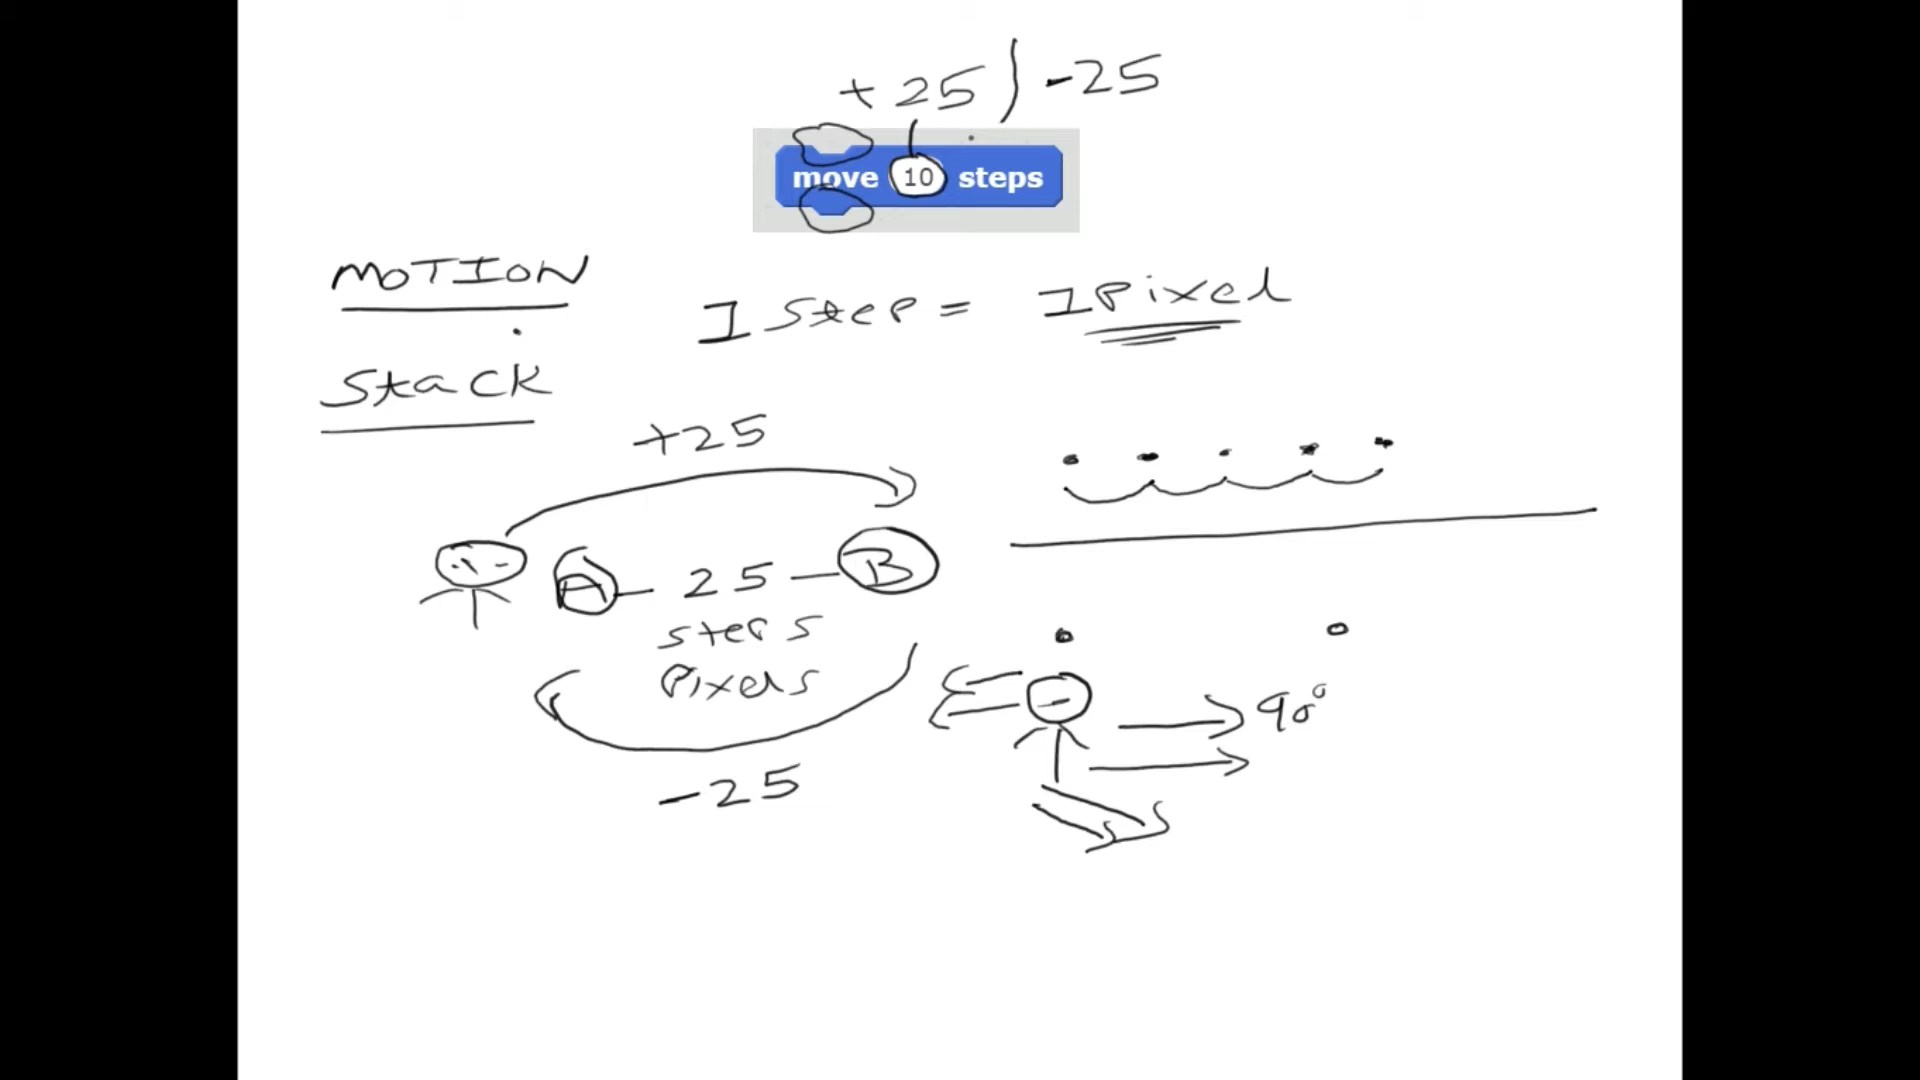 +25 | -25
move 10 steps
MOTION
1 Step = 1 Pixel
Stack
+25
A - 25 - B
steps
Pixels
90°
-25